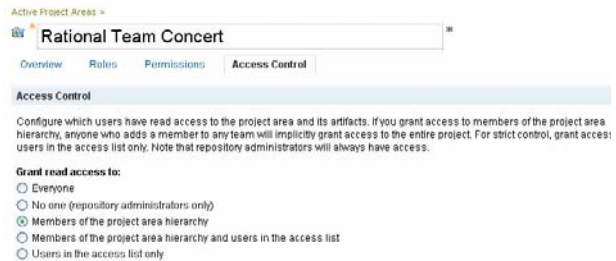 Active Project Areas >
* Rational Team Concert
Overview Roles Permissions Access Control
Access Control
Configure which users have read access to the project area and its artifacts. If you grant access to members of the project area
hierarchy, anyone who adds a member to any team will implicitly grant access to the entire project. For strict control, grant access
users in the access list only. Note that repository administrators will always have access.
Grant read access to:
Everyone
No one (repository administrators only)
Members of the project area hierarchy
Members of the project area hierarchy and users in the access list
Users in the access list only